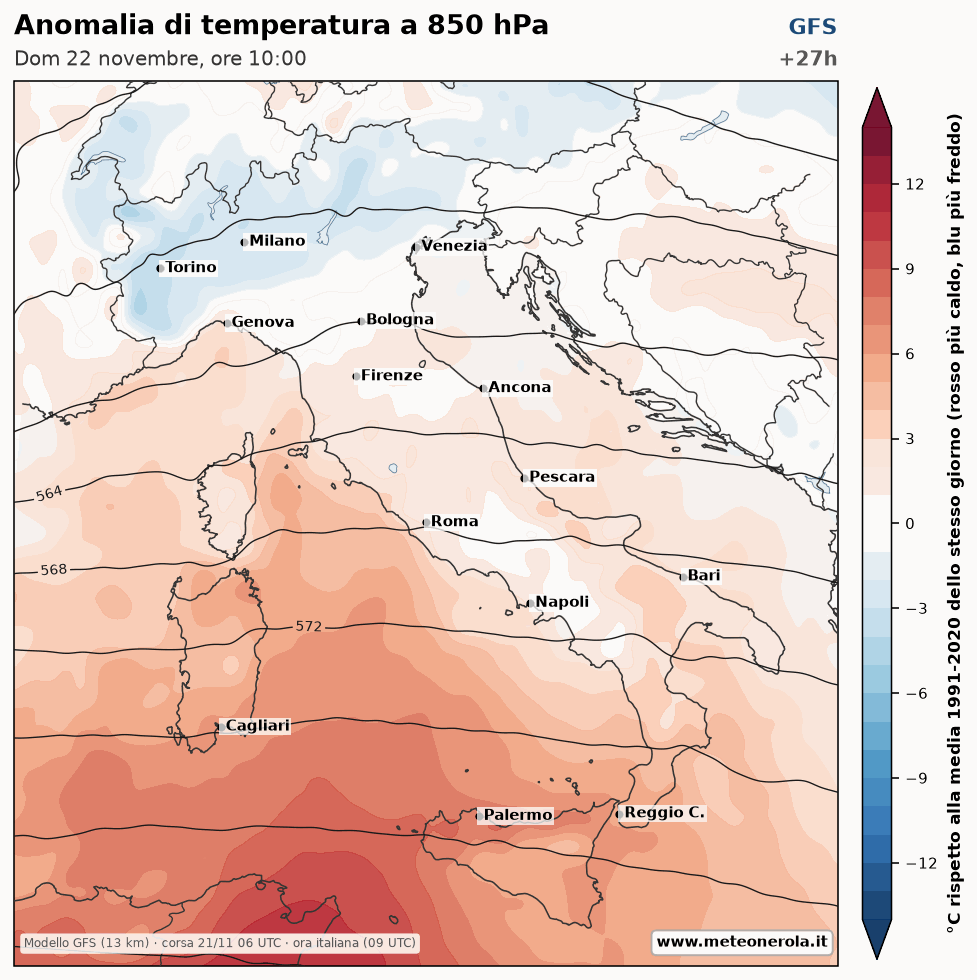 Anomalia di temperatura a 850 hPa
GFS
Dom 22 novembre, ore 10:00
+27h
Milano
Venezia
Torino
Genova
Bologna
Firenze
Ancona
Pescara
564
Roma
568
Bari
Napoli
572
Cagliari
Palermo
Reggio C.
12
9
6
3
0
−3
−6
−9
−12
°C rispetto alla media 1991-2020 dello stesso giorno (rosso più caldo, blu più freddo)
Modello GFS (13 km) · corsa 21/11 06 UTC · ora italiana (09 UTC)
www.meteonerola.it